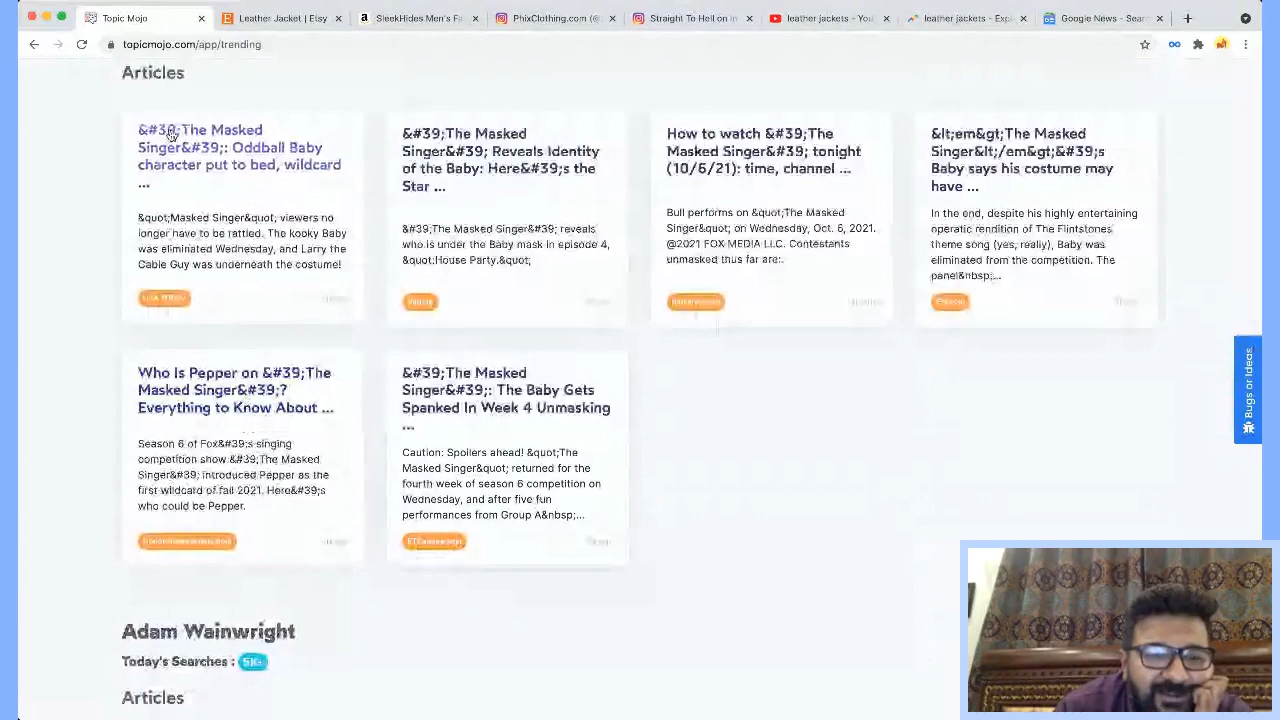 Topic Mojo
Leather Jacket | Etsy
SleekHides Men's Fa
PhixClothing.com (@
Straight To Hell on In
leather jackets - You
leather jackets - Expl
Google News - Sear
topicmojo.com/app/trending
Articles
&#39;The Masked
Singer&#39;: Oddball Baby
character put to bed, wildcard
...
&quot;Masked Singer&quot; viewers no
longer have to be rattled. The kooky Baby
was eliminated Wednesday, and Larry the
Cable Guy was underneath the costume!
&#39;The Masked
Singer&#39; Reveals Identity
of the Baby: Here&#39;s the
Star ...
&#39;The Masked Singer&#39; reveals
who is under the Baby mask in episode 4,
&quot;House Party.&quot;
How to watch &#39;The
Masked Singer&#39; tonight
(10/6/21): time, channel ...
Bull performs on &quot;The Masked
Singer&quot; on Wednesday, Oct. 6, 2021.
@2021 FOX MEDIA LLC. Contestants
unmasked thus far are:.
&lt;em&gt;The Masked
Singer&lt;/em&gt;&#39;s
Baby says his costume may
have ...
In the end, despite his highly entertaining
operatic rendition of The Flintstones
theme song (yes, really), Baby was
eliminated from the competition. The
panel&nbsp;...
Who Is Pepper on &#39;The
Masked Singer&#39;?
Everything to Know About ...
Season 6 of Fox&#39;s singing
competition show &#39;The Masked
Singer&#39; introduced Pepper as the
first wildcard of fall 2021. Here&#39;s
who could be Pepper.
&#39;The Masked
Singer&#39;: The Baby Gets
Spanked In Week 4 Unmasking
...
Caution: Spoilers ahead! &quot;The
Masked Singer&quot; returned for the
fourth week of season 6 competition on
Wednesday, and after five fun
performances from Group A&nbsp;...
Bugs or Ideas
Adam Wainwright
Today's Searches : 5K+
Articles